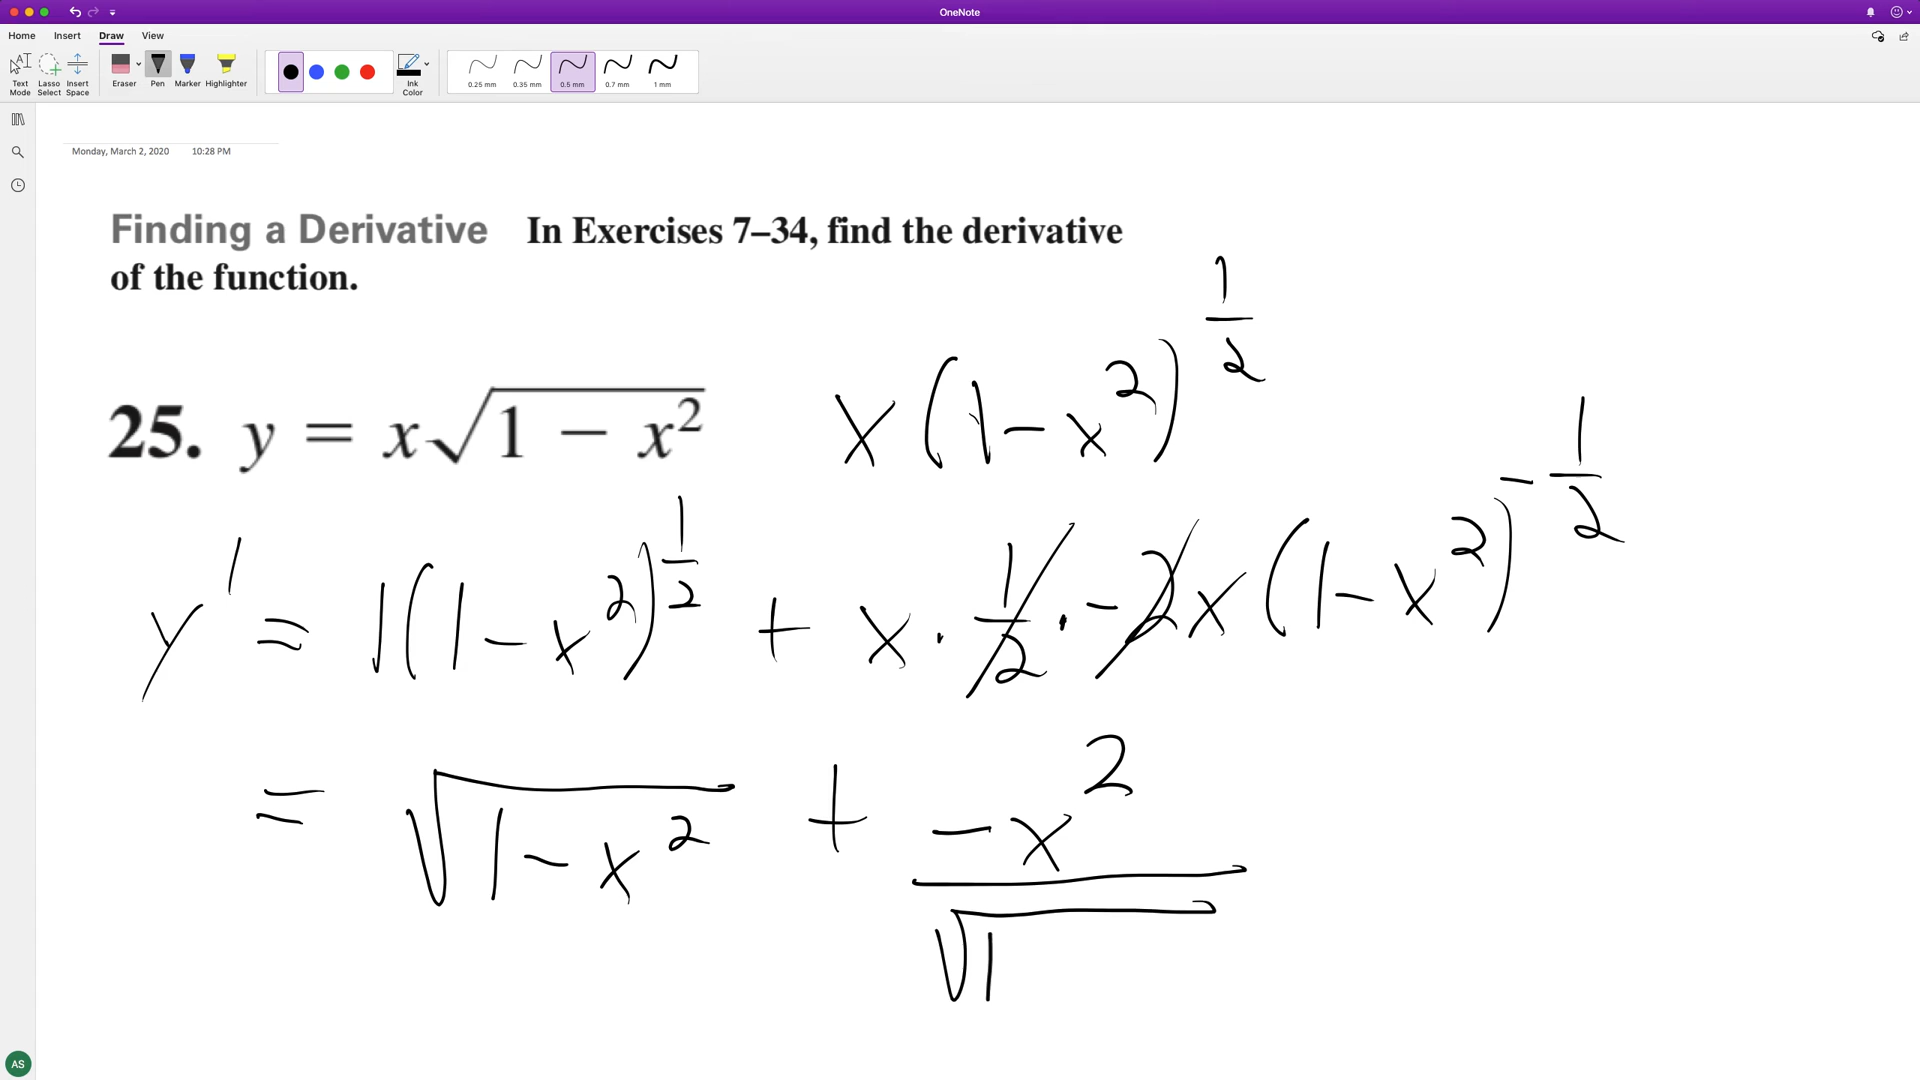 OneNote
Home Insert Draw View
Text Mode Lasso Select Insert Space Eraser Pen Marker Highlighter Ink Color 0.25 mm 0.35 mm 0.5 mm 0.7 mm 1 mm
Monday, March 2, 2020 10:28 PM
Finding a Derivative In Exercises 7–34, find the derivative
of the function.
x(1-x^2)^{1/2}
25. y = x√(1 − x²)
y' = 1(1-x^2)^{1/2} + x · 1/2 · -2x(1-x^2)^{-1/2}
= √(1-x²) + -x²/√1
AS